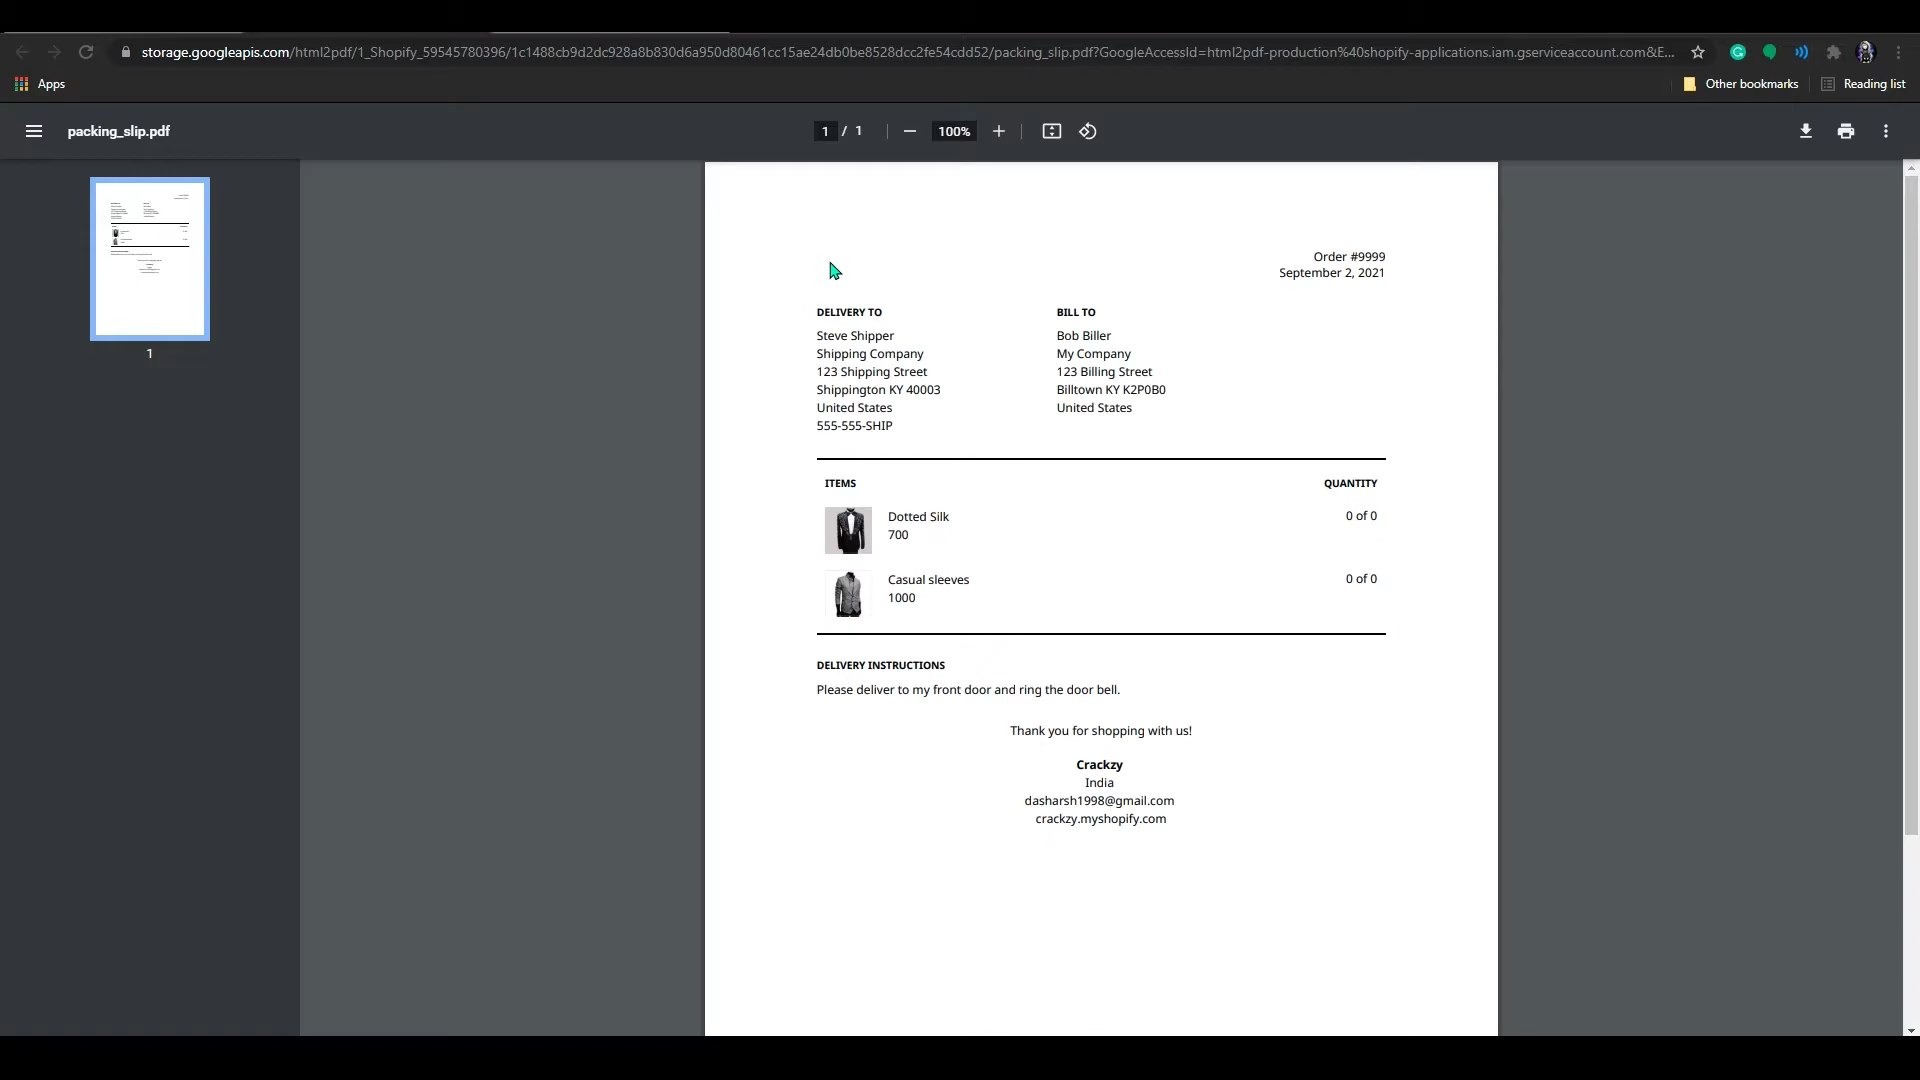 storage.googleapis.com/html2pdf/1_Shopify_59545780396/1c1488cb9d2dc928a8b830d6a950d80461cc15ae24db0be8528dcc2fe54cdd52/packing_slip.pdf?GoogleAccessId=html2pdf-production%40shopify-applications.iam.gserviceaccount.com&E...
Apps
Other bookmarks
Reading list
packing_slip.pdf
1 / 1
100%
1
Order #9999
September 2, 2021
DELIVERY TO
Steve Shipper
Shipping Company
123 Shipping Street
Shippington KY 40003
United States
555-555-SHIP
BILL TO
Bob Biller
My Company
123 Billing Street
Billtown KY K2P0B0
United States
ITEMS QUANTITY
Dotted Silk 0 of 0
700
Casual sleeves 0 of 0
1000
DELIVERY INSTRUCTIONS
Please deliver to my front door and ring the door bell.
Thank you for shopping with us!
Crackzy
India
dasharsh1998@gmail.com
crackzy.myshopify.com